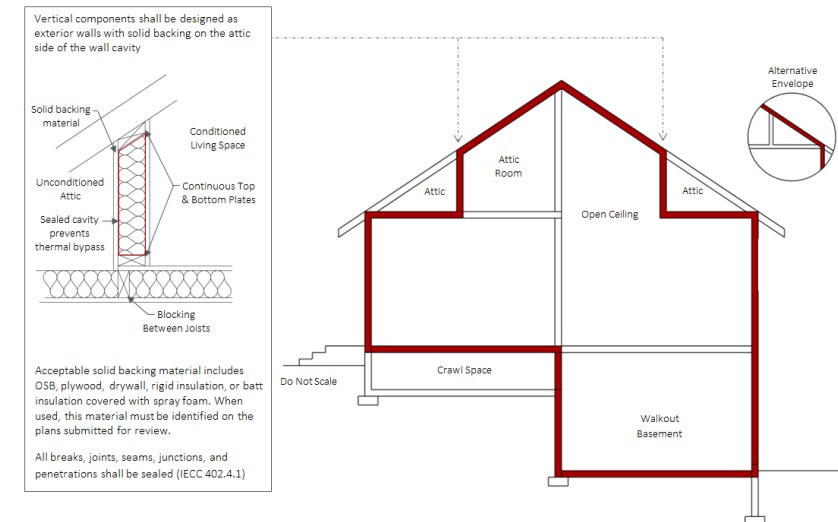 Vertical components shall be designed as
exterior walls with solid backing on the attic
side of the wall cavity
Solid backing
material
Conditioned
Living Space
Unconditioned
Attic
Continuous Top
& Bottom Plates
Sealed cavity
prevents
thermal bypass
Blocking
Between Joists
Acceptable solid backing material includes
OSB, plywood, drywall, rigid insulation, or batt
insulation covered with spray foam. When
used, this material must be identified on the
plans submitted for review.
All breaks, joints, seams, junctions, and
penetrations shall be sealed (IECC 402.4.1)
Alternative
Envelope
Attic
Room
Attic
Attic
Open Ceiling
Do Not Scale
Crawl Space
Walkout
Basement